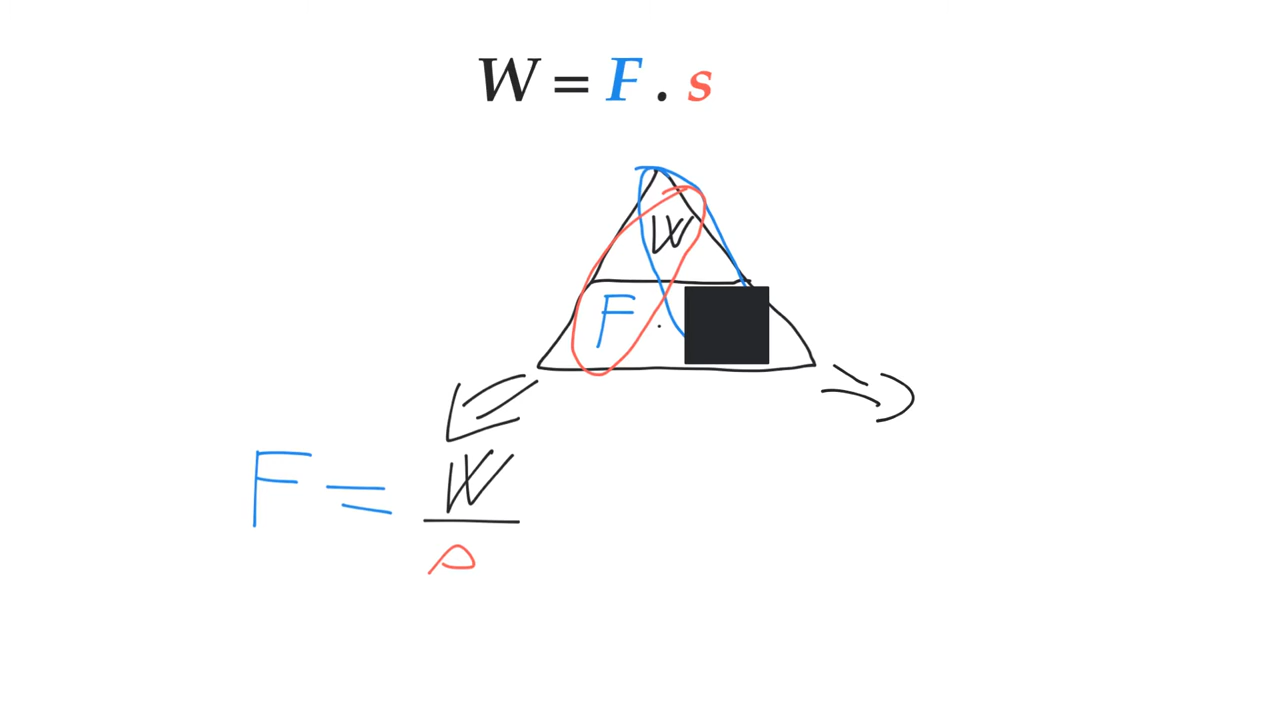 W = F . s
W
F .
F = W
s